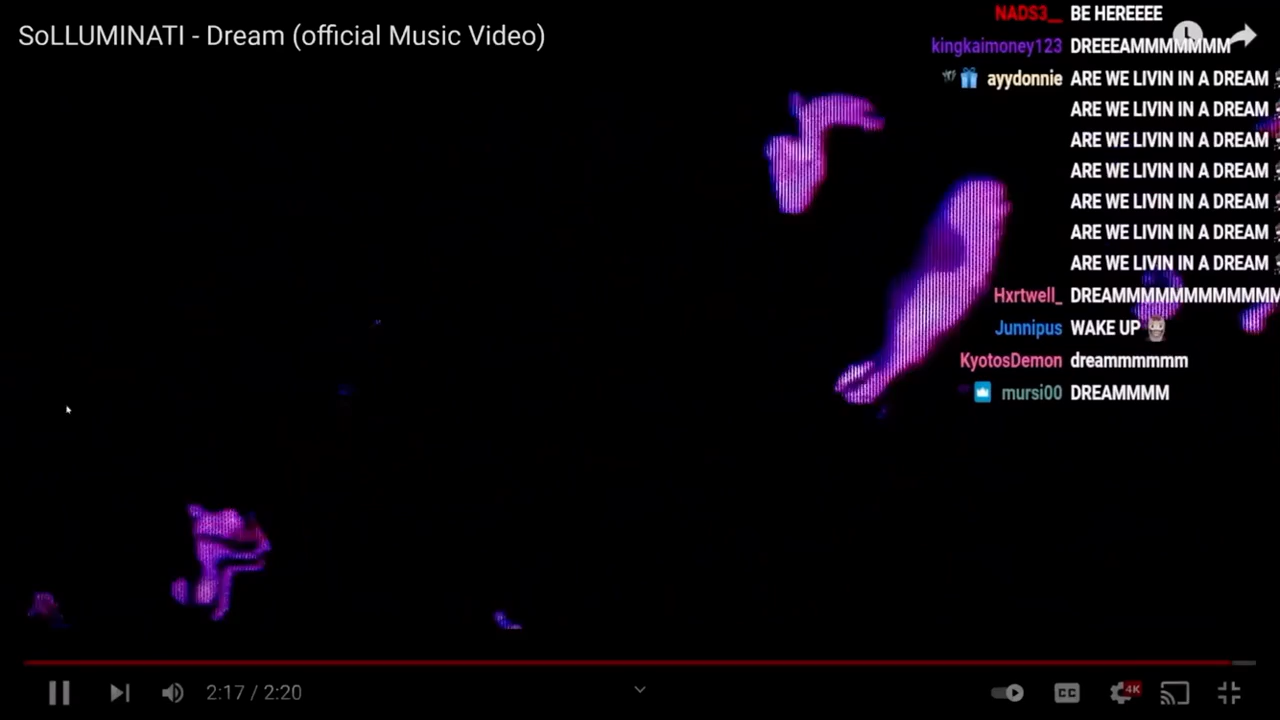 SoLLUMINATI - Dream (official Music Video)
NADS3__ BE HEREEEE
kingkaimoney123 DREEEAMMMMMMM
ayydonnie ARE WE LIVIN IN A DREAM
ARE WE LIVIN IN A DREAM
ARE WE LIVIN IN A DREAM
ARE WE LIVIN IN A DREAM
ARE WE LIVIN IN A DREAM
ARE WE LIVIN IN A DREAM
ARE WE LIVIN IN A DREAM
Hxrtwell_ DREAMMMMMMMMMMMM
Junnipus WAKE UP
KyotosDemon dreammmmmm
mursi00 DREAMMMM
2:17 / 2:20
CC
4K